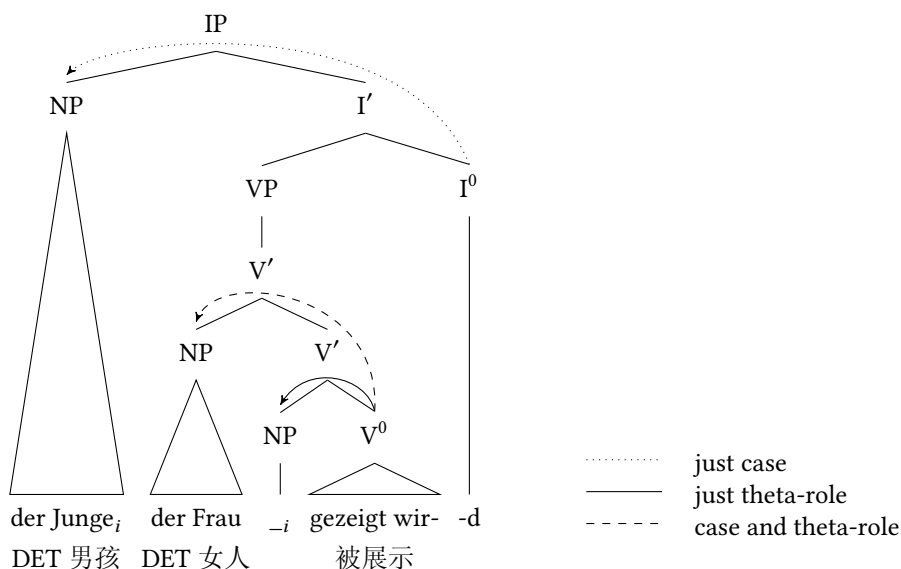 IP
NP I′
VP I⁰
V′
NP V′
NP V⁰
der Jungeᵢ der Frau _ᵢ gezeigt wir- -d
DET 男孩 DET 女人 被展示
just case
just theta-role
case and theta-role